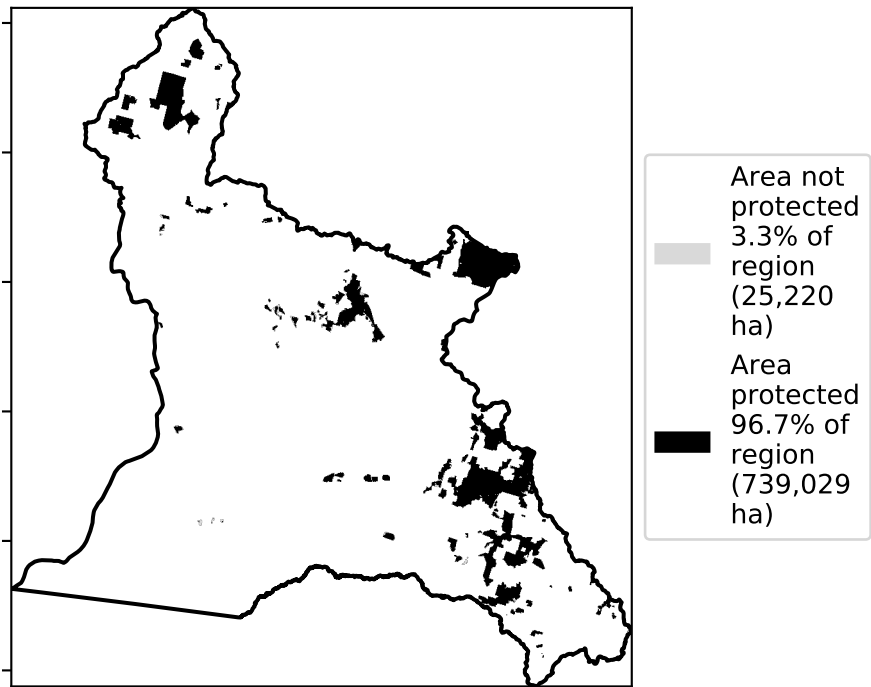 Area not
protected
3.3% of
region
(25,220
ha)
Area
protected
96.7% of
region
(739,029
ha)